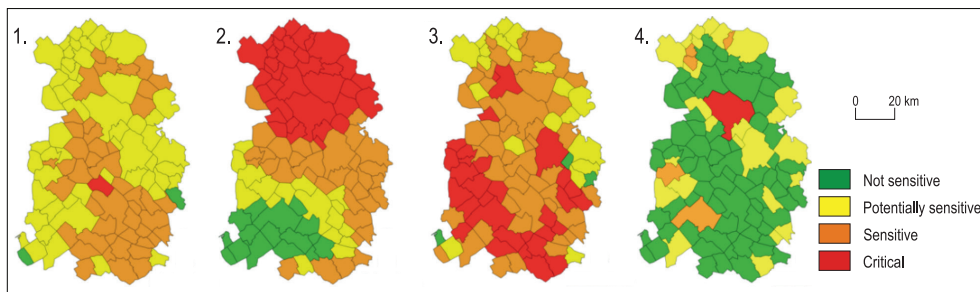 1.
2.
3.
4.
0 20 km
Not sensitive
Potentially sensitive
Sensitive
Critical